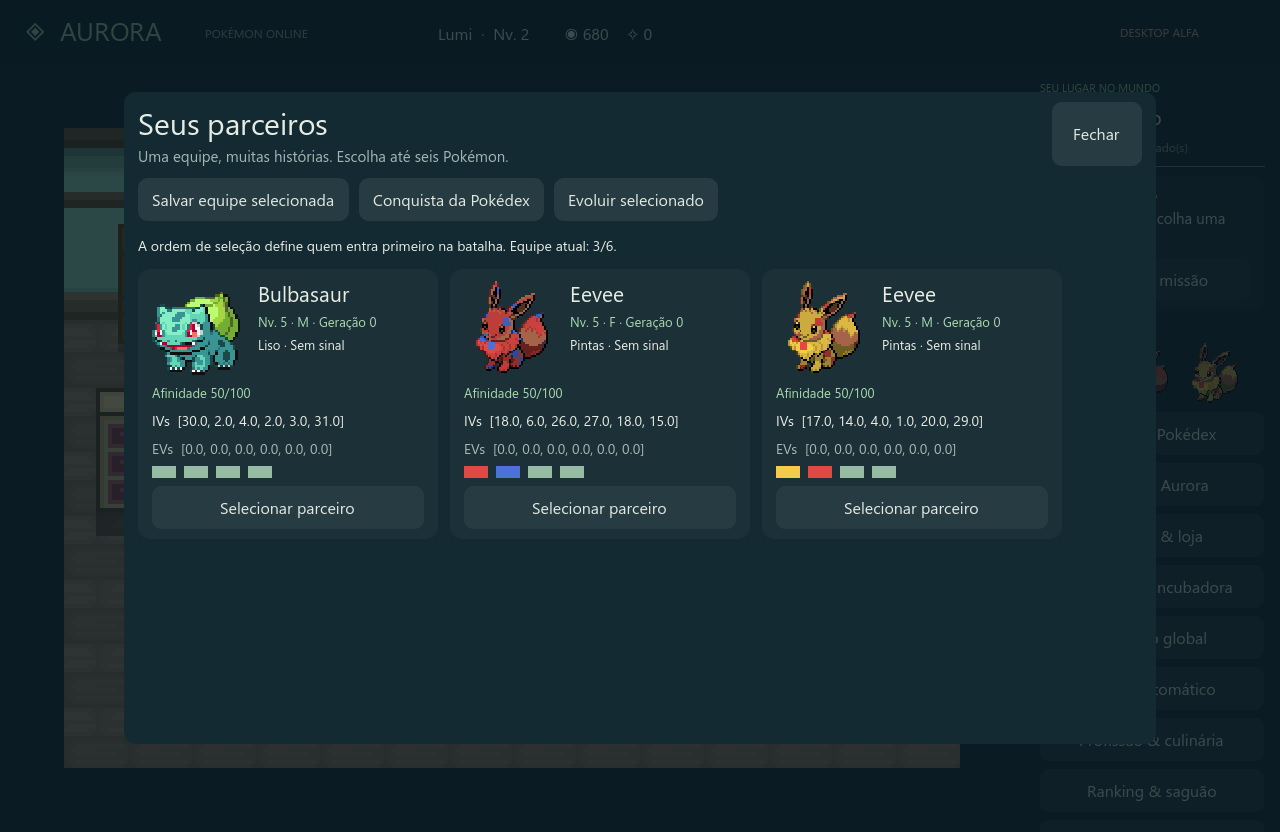 AURORA
POKÉMON ONLINE
Lumi · Nv. 2
680
0
DESKTOP ALFA
SEU LUGAR NO MUNDO
Seus parceiros
Fechar
Uma equipe, muitas histórias. Escolha até seis Pokémon.
Salvar equipe selecionada
Conquista da Pokédex
Evoluir selecionado
A ordem de seleção define quem entra primeiro na batalha. Equipe atual: 3/6.
Bulbasaur
Nv. 5 · M · Geração 0
Liso · Sem sinal
Afinidade 50/100
IVs [30.0, 2.0, 4.0, 2.0, 3.0, 31.0]
EVs [0.0, 0.0, 0.0, 0.0, 0.0, 0.0]
Selecionar parceiro
Eevee
Nv. 5 · F · Geração 0
Pintas · Sem sinal
Afinidade 50/100
IVs [18.0, 6.0, 26.0, 27.0, 18.0, 15.0]
EVs [0.0, 0.0, 0.0, 0.0, 0.0, 0.0]
Selecionar parceiro
Eevee
Nv. 5 · M · Geração 0
Pintas · Sem sinal
Afinidade 50/100
IVs [17.0, 14.0, 4.0, 1.0, 20.0, 29.0]
EVs [0.0, 0.0, 0.0, 0.0, 0.0, 0.0]
Selecionar parceiro
uma
missão
Pokédex
Aurora
& loja
global
& culinária
Ranking & saguão